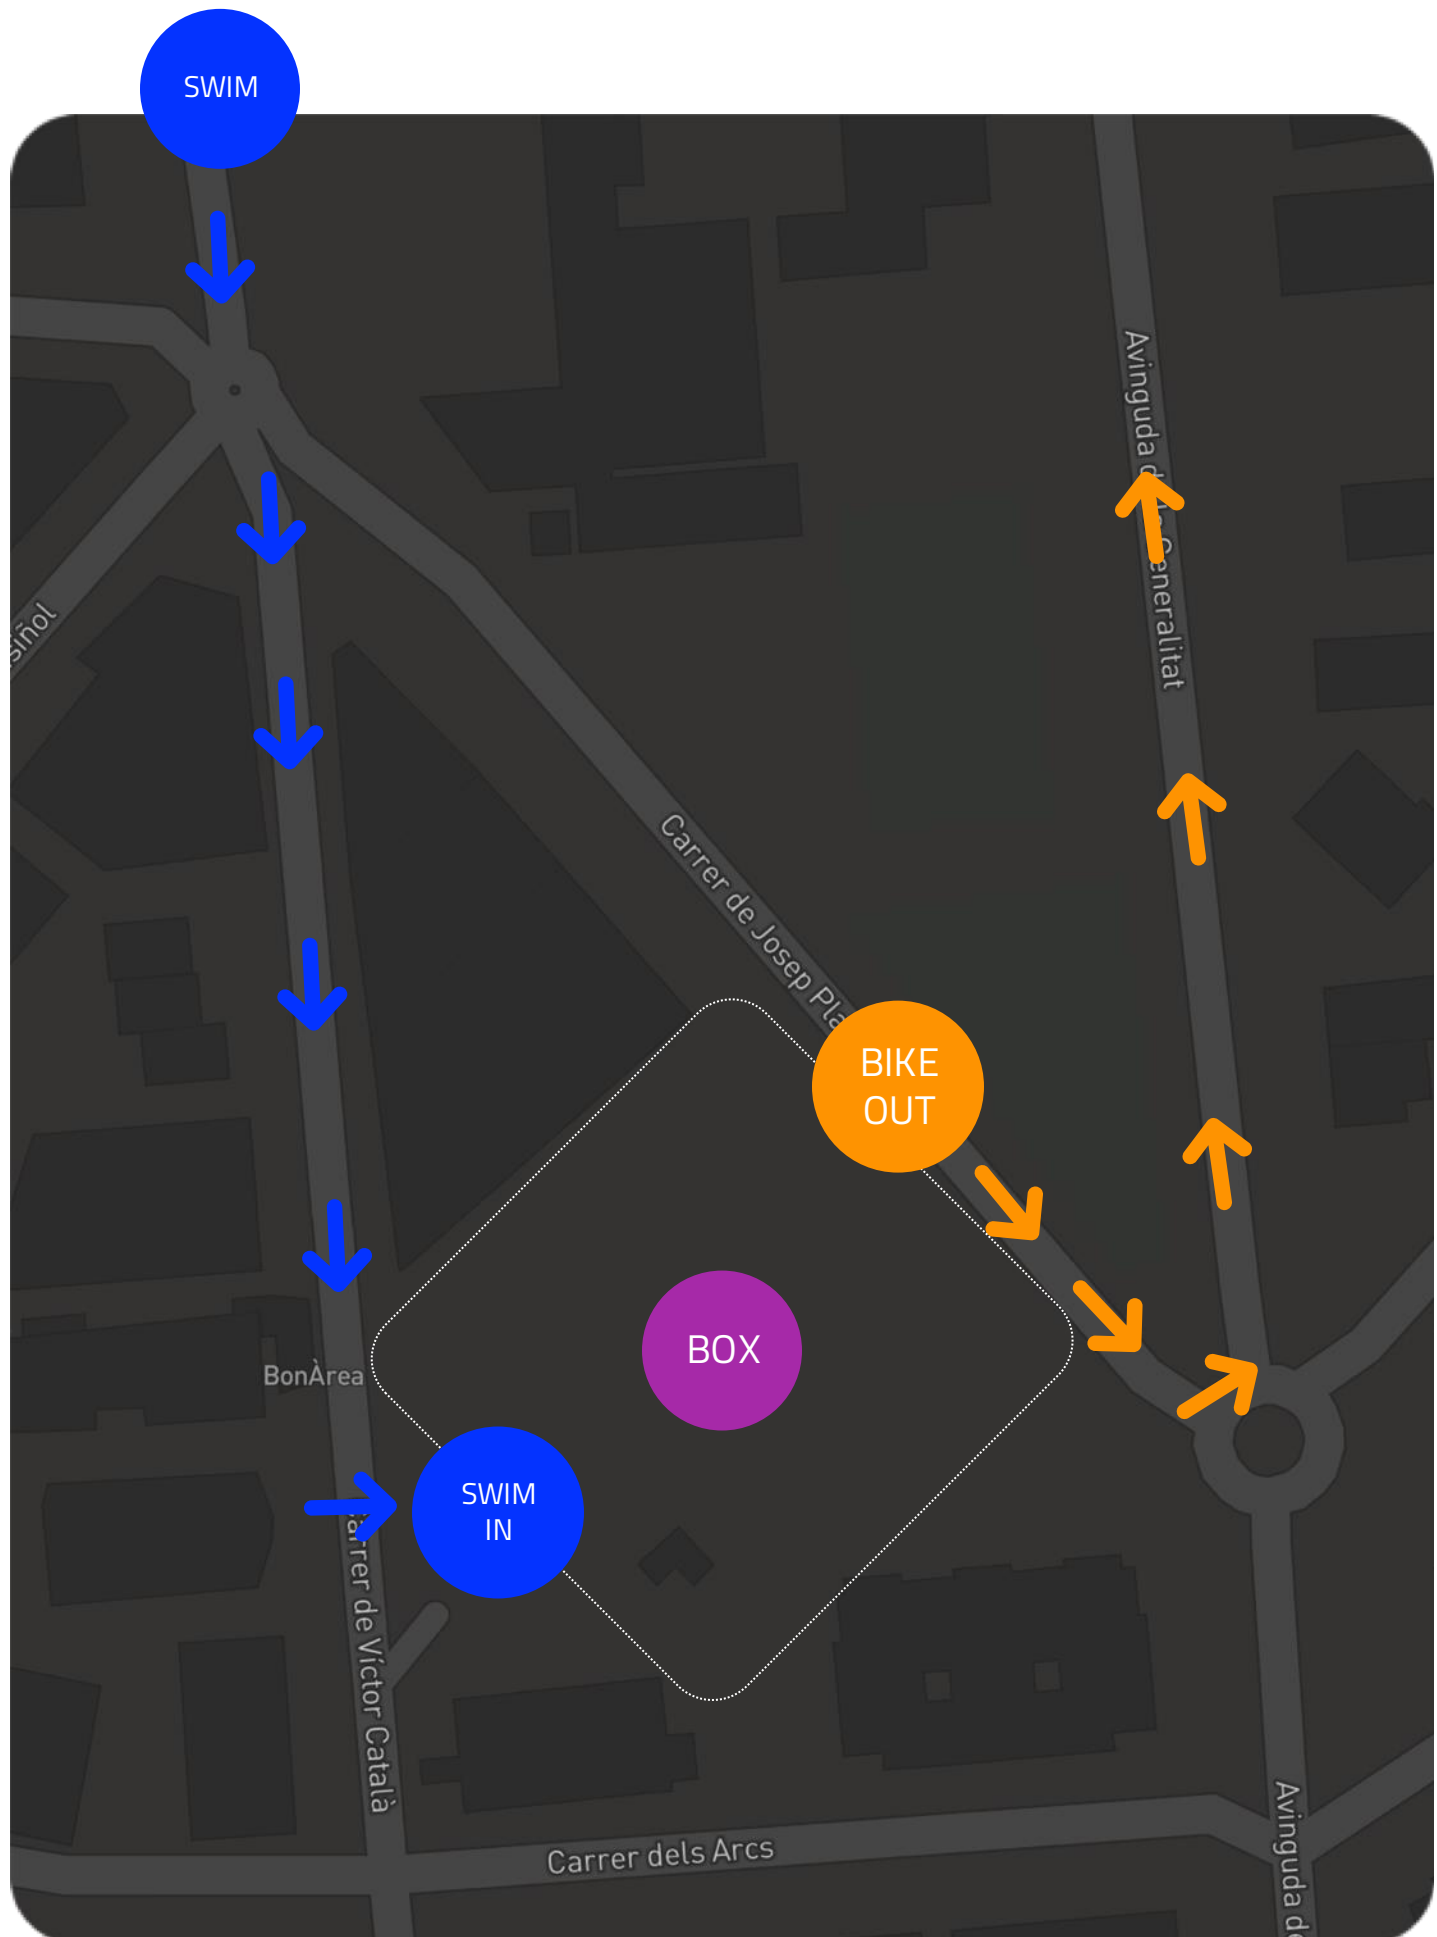 SWIM
Avinguda de la Generalitat
siñol
Carrer de Josep Pla
BIKE
OUT
BOX
BonÀrea
SWIM
IN
Carrer de Víctor Català
Carrer dels Arcs
Avinguda de